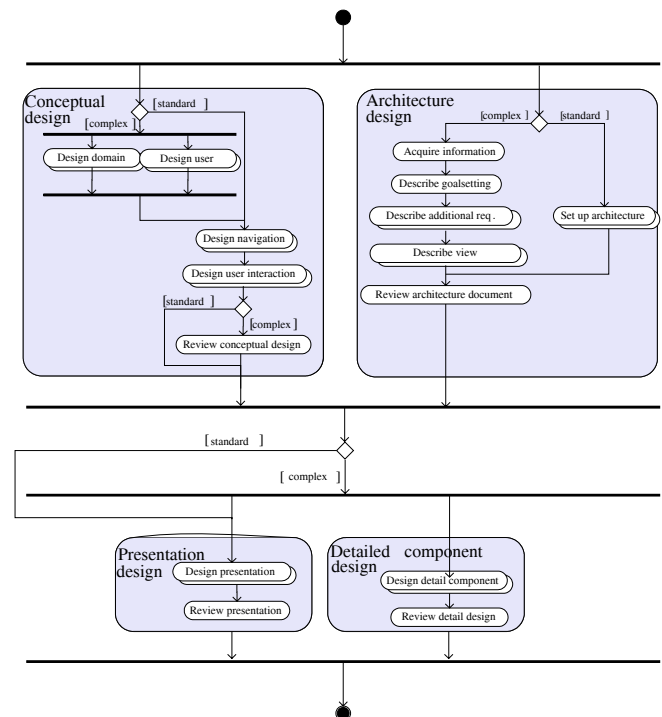 Conceptual
design
[standard
[complex ]
Design domain
Design user
Design navigation
Design user interaction
[standard ]
[complex]
Review conceptual design
Architecture
design
[complex ]
[standard]
Acquire information
Describe goalsetting
Describe additional req .
Set up architecture
Describe view
Review architecture document
[ standard ]
[ complex ]
Presentation
design
Design presentation
Review presentation
Detailed component
design
Design detail component
Review detail design